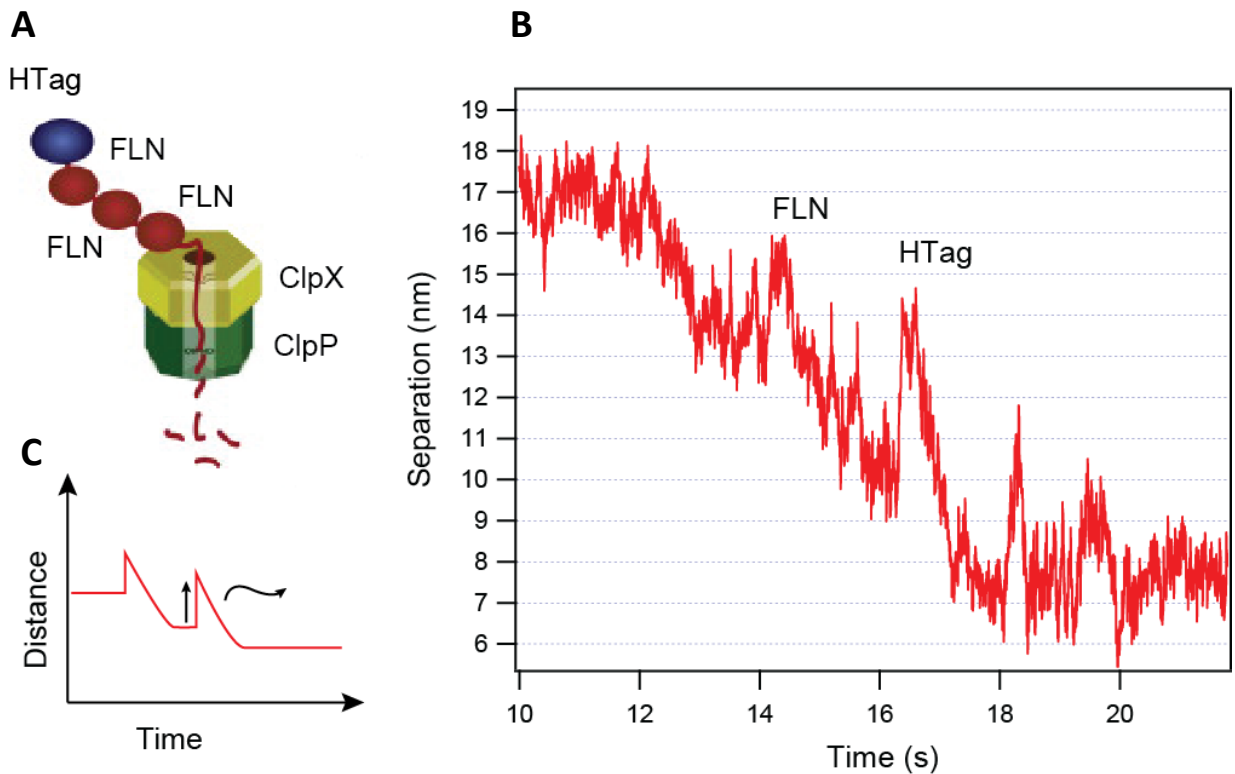 A
HTag
FLN
FLN
FLN
ClpX
ClpP
B
Separation (nm)
19
18
17
16
15
14
13
12
11
10
9
8
7
6
FLN
HTag
10
12
14
16
18
20
Time (s)
C
Distance
Time